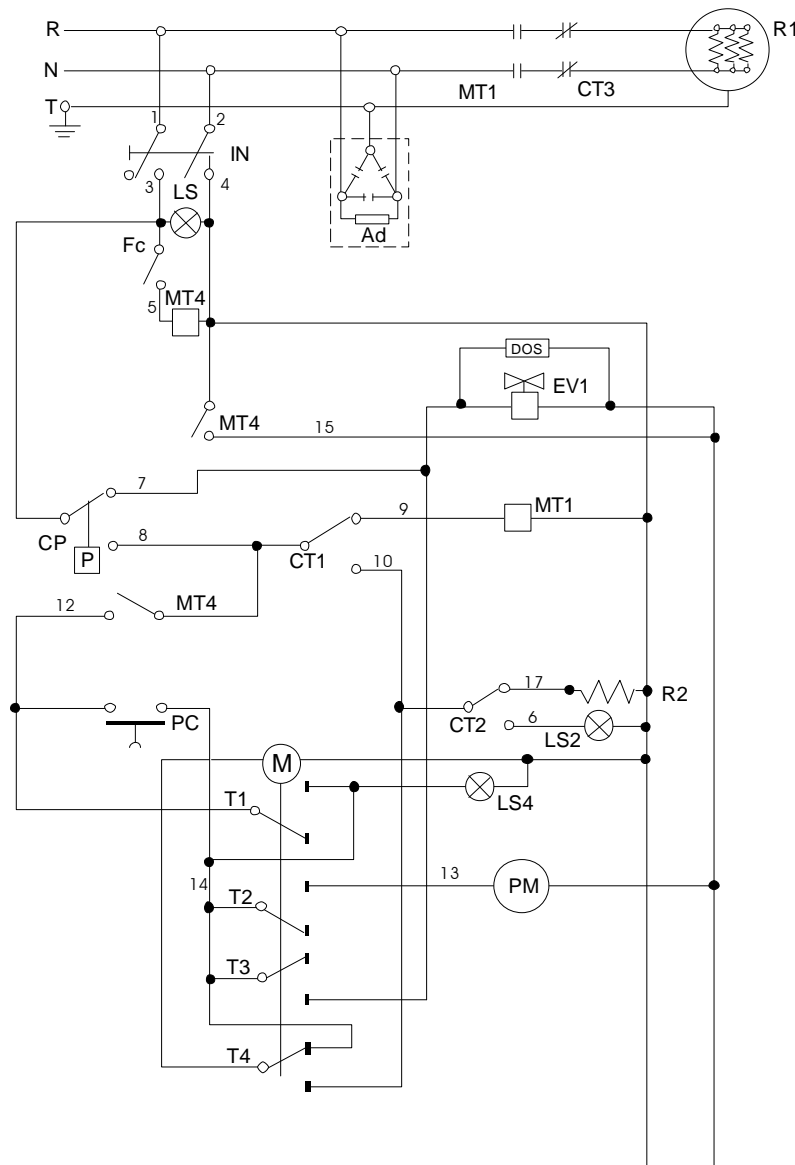 R
R1
N
MT1
CT3
T
1
2
IN
3
LS
4
Ad
Fc
5
MT4
DOS
EV1
MT4
15
7
CP
P
8
CT1
9
MT1
10
12
MT4
PC
17
R2
CT2
6
LS2
M
T1
LS4
14
13
PM
T2
T3
T4